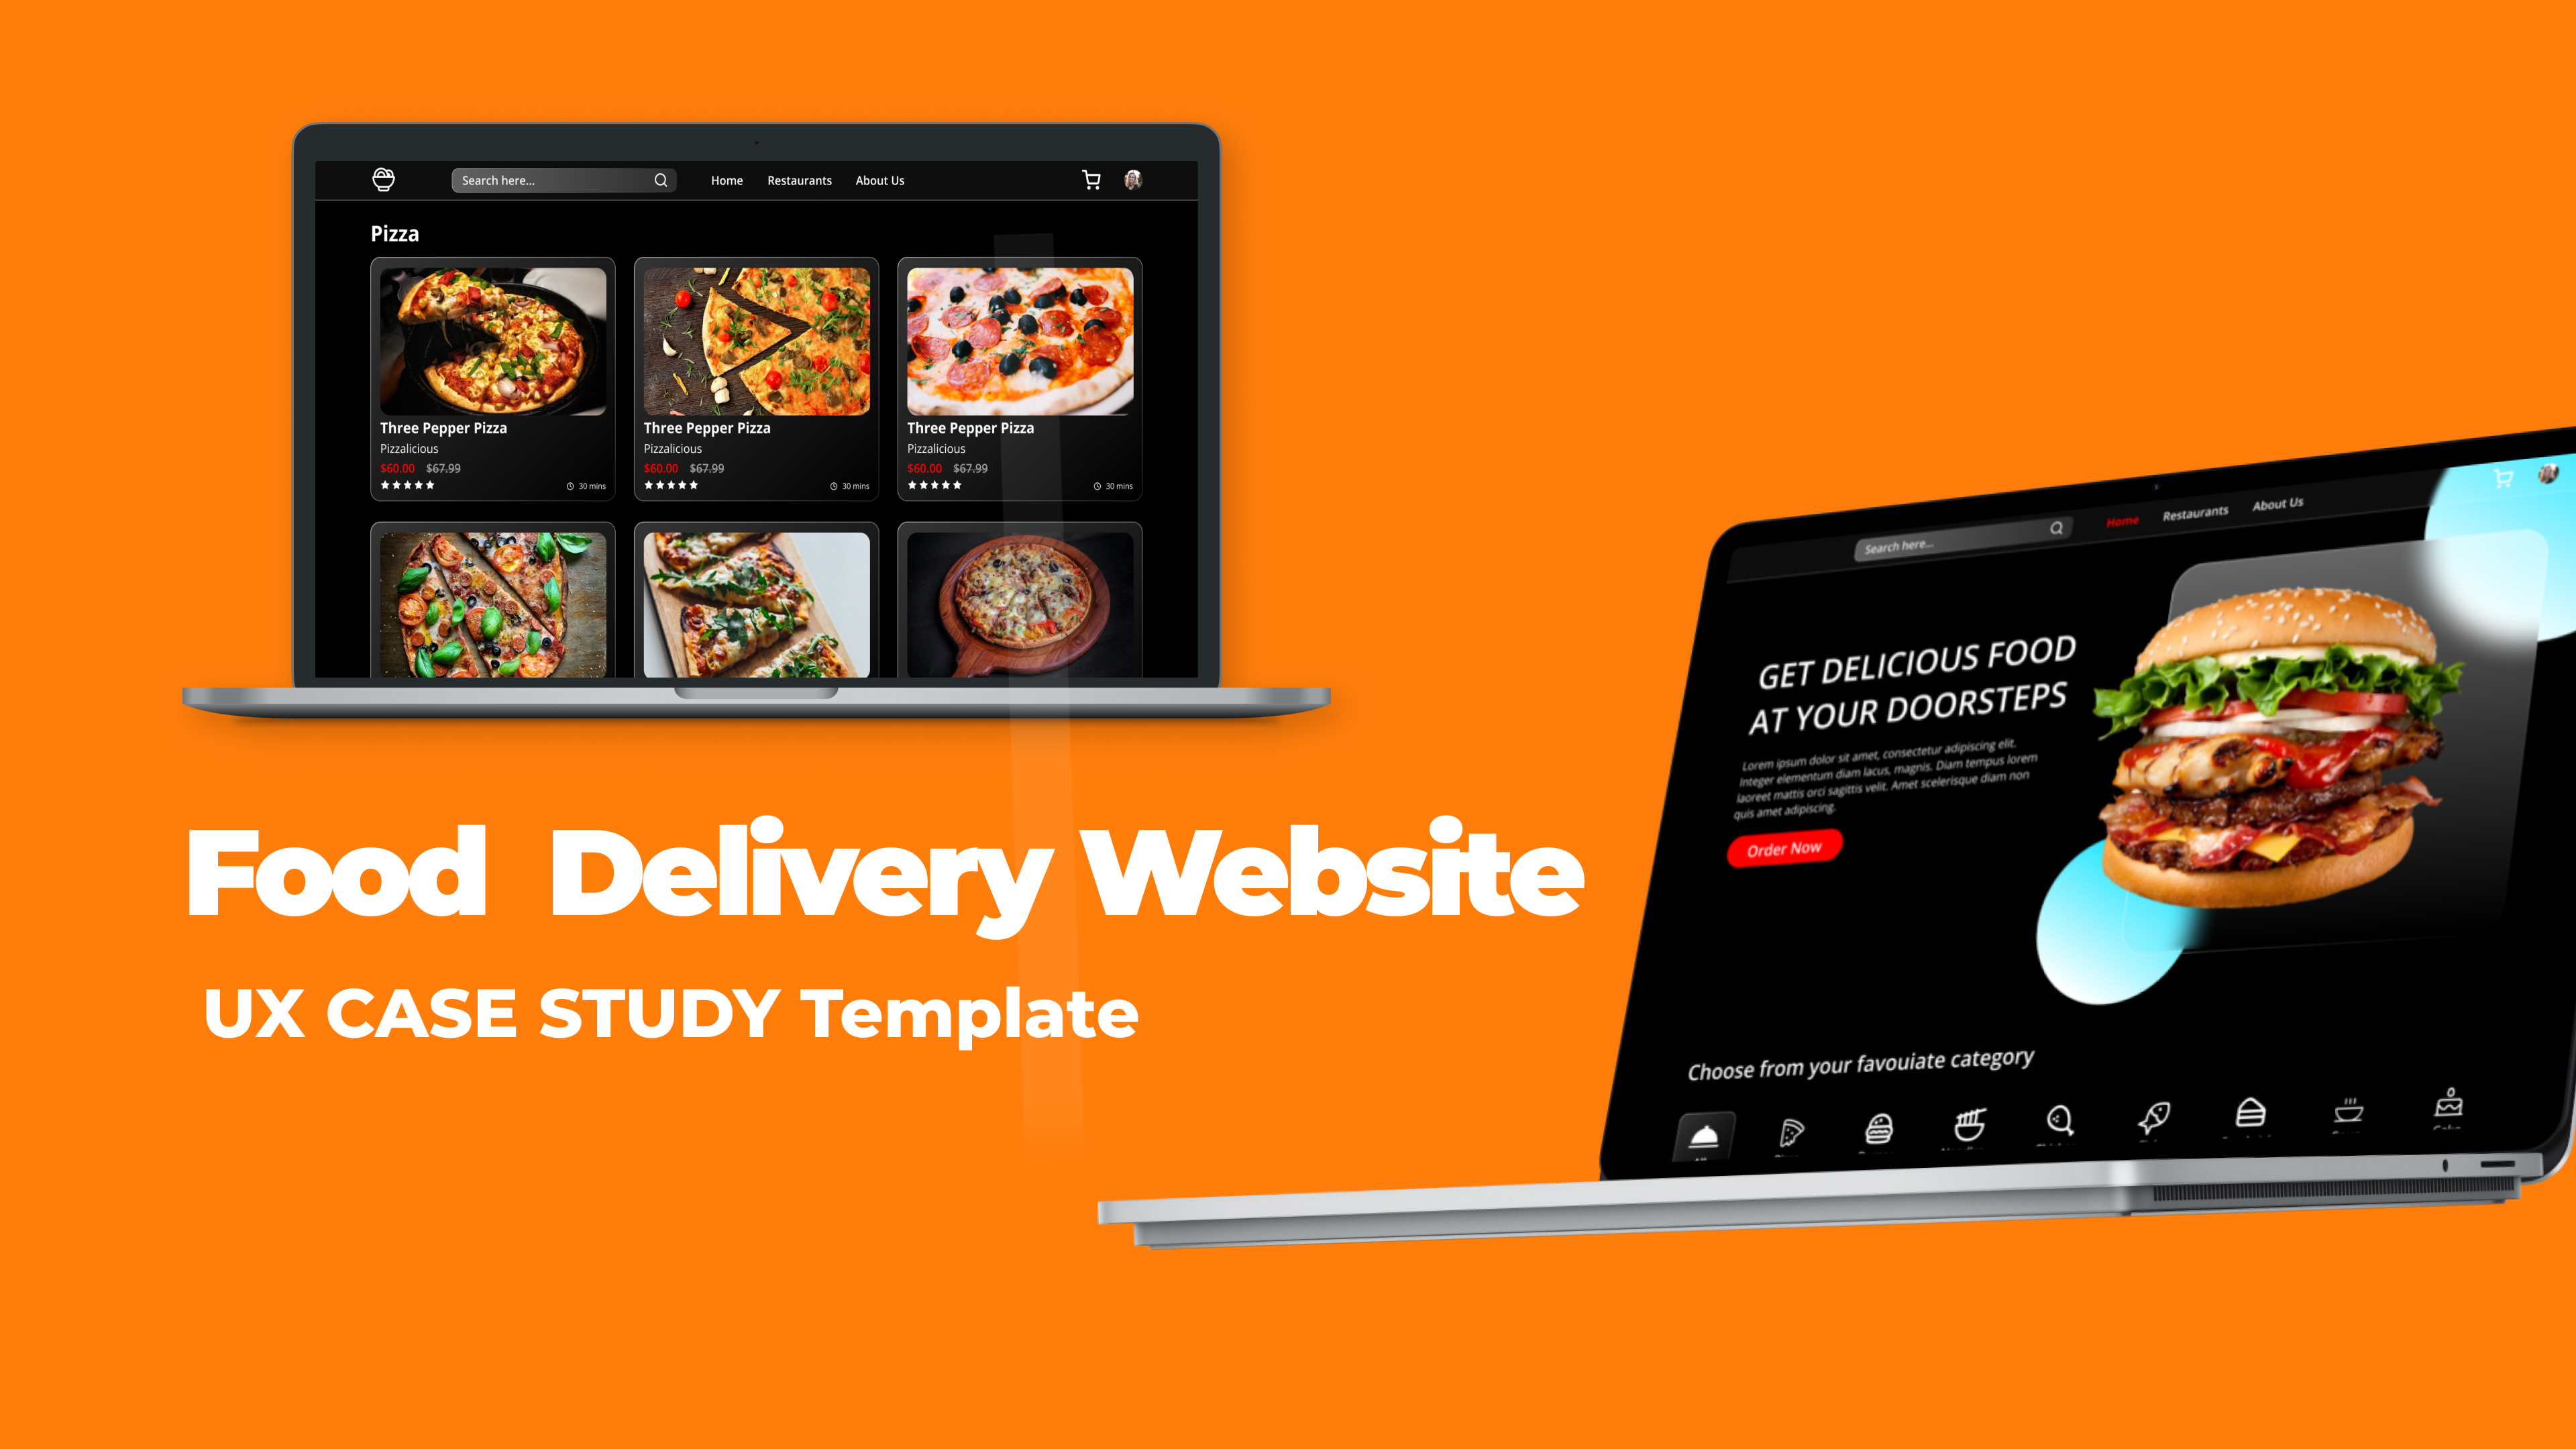 Search here...
Home
Restaurants
About Us
Pizza
Three Pepper Pizza
Pizzalicious
$60.00 $67.99
30 mins
Three Pepper Pizza
Pizzalicious
$60.00 $67.99
30 mins
Three Pepper Pizza
Pizzalicious
$60.00 $67.99
30 mins
Food Delivery Website
UX CASE STUDY Template
Search here...
Home
Restaurants
About Us
GET DELICIOUS FOOD
AT YOUR DOORSTEPS
Lorem ipsum dolor sit amet, consectetur adipiscing elit.
Integer elementum diam lacus, magnis. Diam tempus lorem
laoreet mattis orci sagittis velit. Amet scelerisque diam non
quis amet adipiscing.
Order Now
Choose from your favouiate category